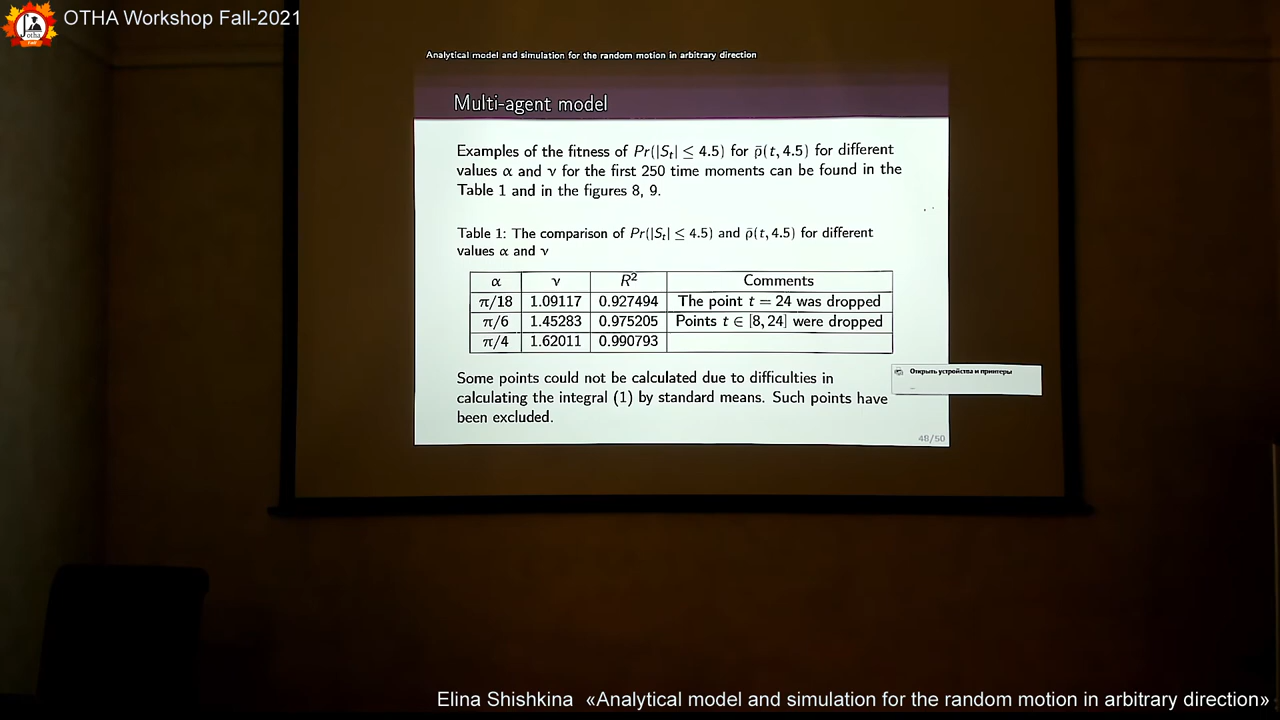 OTHA Workshop Fall-2021
Analytical model and simulation for the random motion in arbitrary direction
Multi-agent model
Examples of the fitness of Pr(|S_t| ≤ 4.5) for ρ̄(t, 4.5) for different
values α and ν for the first 250 time moments can be found in the
Table 1 and in the figures 8, 9.
Table 1: The comparison of Pr(|S_t| ≤ 4.5) and ρ̄(t, 4.5) for different
values α and ν
α ν R² Comments
π/18 1.09117 0.927494 The point t = 24 was dropped
π/6 1.45283 0.975205 Points t ∈ [8, 24] were dropped
π/4 1.62011 0.990793
Some points could not be calculated due to difficulties in
calculating the integral (1) by standard means. Such points have
been excluded.
Открыть устройства и принтеры
48/50
Elina Shishkina «Analytical model and simulation for the random motion in arbitrary direction»